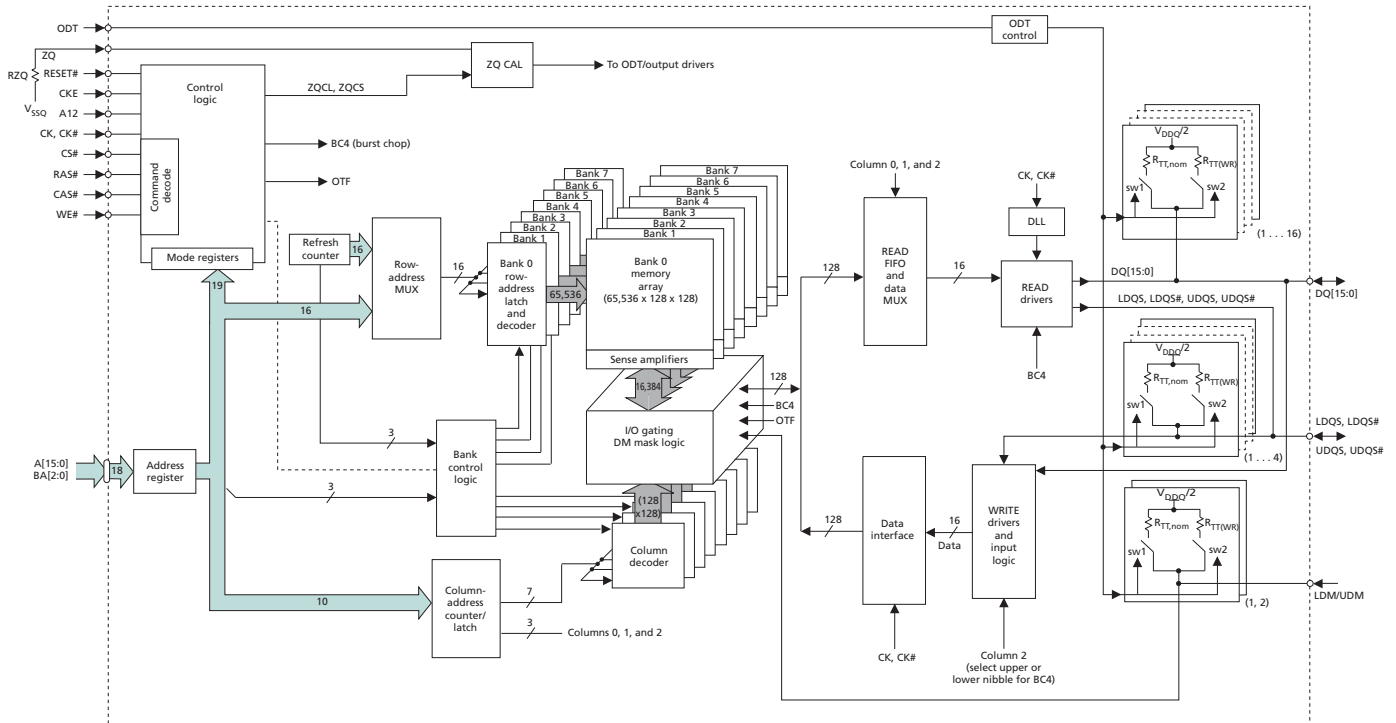 ODT
ODT
control
ZQ
RZQ
VSSQ
RESET#
CKE
A12
CK, CK#
CS#
RAS#
CAS#
WE#
Control
logic
Command
decode
Mode registers
ZQ CAL
To ODT/output drivers
ZQCL, ZQCS
BC4 (burst chop)
OTF
Refresh
counter
16
Row-
address
MUX
16
19
16
Bank 7
Bank 6
Bank 5
Bank 4
Bank 3
Bank 2
Bank 1
Bank 0
row-
address
latch
and
decoder
65,536
Bank 7
Bank 6
Bank 5
Bank 4
Bank 3
Bank 2
Bank 1
Bank 0
memory
array
(65,536 x 128 x 128)
Sense amplifiers
16,384
I/O gating
DM mask logic
128
BC4
OTF
A[15:0]
BA[2:0]
18
Address
register
3
3
Bank
control
logic
(128
x128)
Column
decoder
10
Column-
address
counter/
latch
7
3
Columns 0, 1, and 2
Column 0, 1, and 2
128
READ
FIFO
and
data
MUX
16
CK, CK#
DLL
READ
drivers
BC4
DQ[15:0]
LDQS, LDQS#, UDQS, UDQS#
128
Data
interface
16
Data
WRITE
drivers
and
input
logic
CK, CK#
Column 2
(select upper or
lower nibble for BC4)
VDDQ/2
RTT,nom
RTT(WR)
sw1
sw2
(1 . . . 16)
DQ[15:0]
VDDQ/2
RTT,nom
RTT(WR)
sw1
sw2
(1 . . . 4)
LDQS, LDQS#
UDQS, UDQS#
VDDQ/2
RTT,nom
RTT(WR)
sw1
sw2
(1, 2)
LDM/UDM